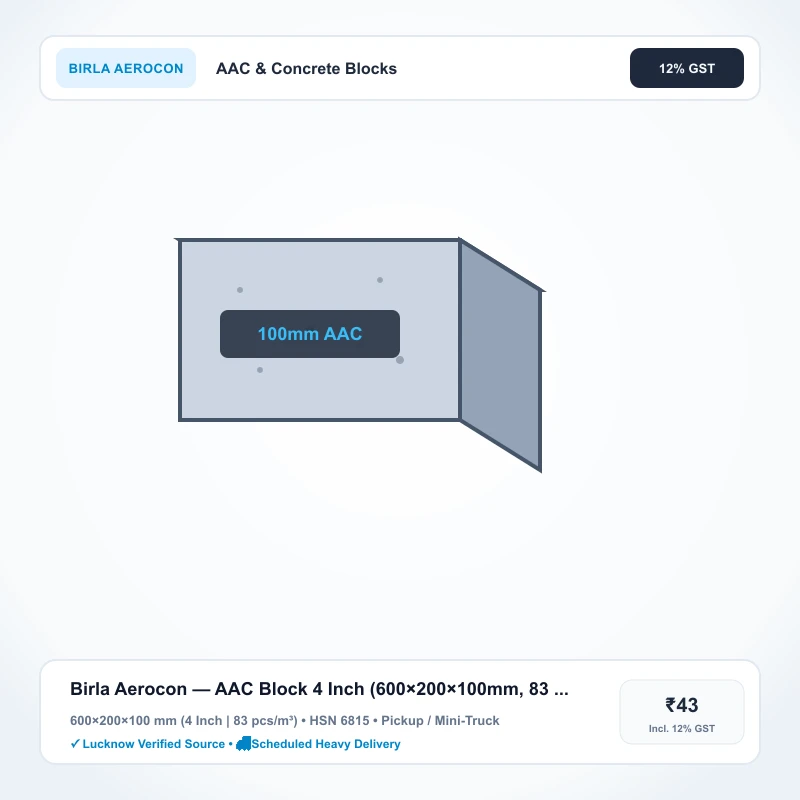 BIRLA AEROCON
AAC & Concrete Blocks
12% GST
100mm AAC
Birla Aerocon — AAC Block 4 Inch (600×200×100mm, 83 ...
600×200×100 mm (4 Inch | 83 pcs/m³) • HSN 6815 • Pickup / Mini-Truck
✓ Lucknow Verified Source • 🚚 Scheduled Heavy Delivery
₹43
Incl. 12% GST